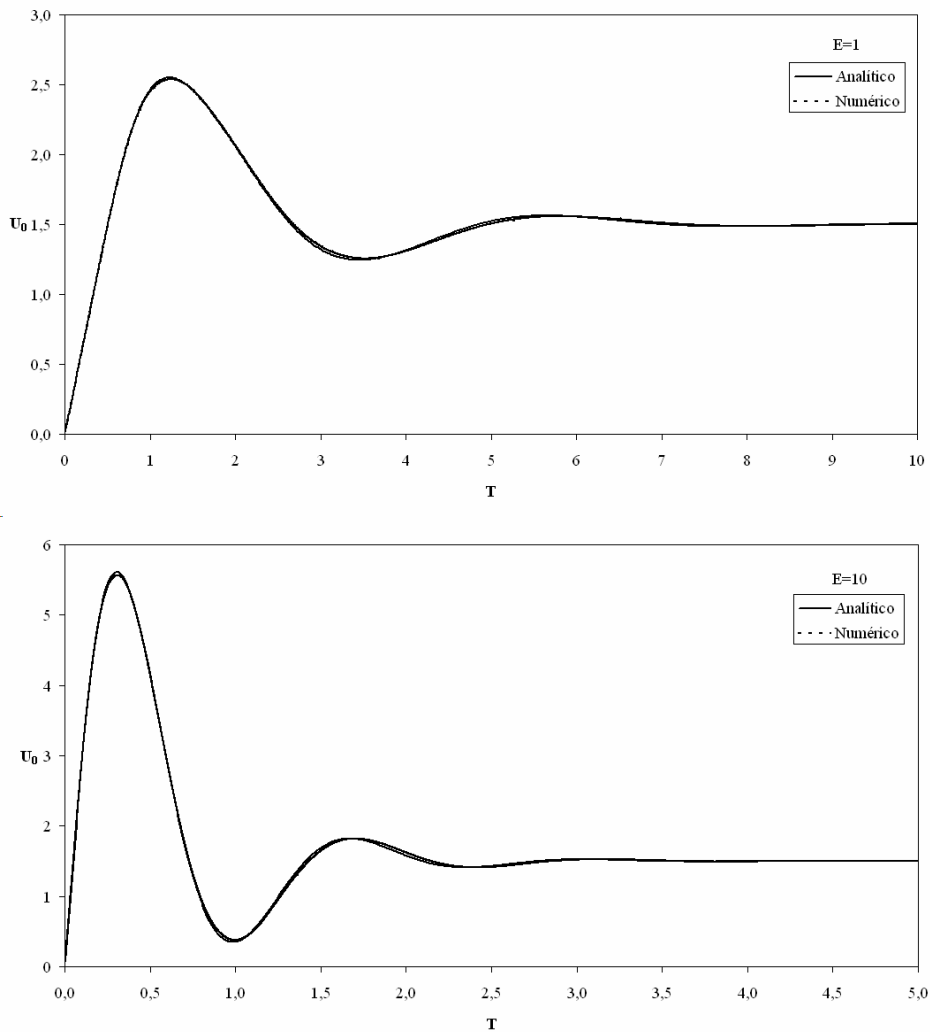 3,0
E=1
Analítico
Numérico
2,5
2,0
U₀ 1,5
1,0
0,5
0,0
0 1 2 3 4 5 6 7 8 9 10
T
6
E=10
Analítico
Numérico
5
4
U₀ 3
2
1
0
0,0 0,5 1,0 1,5 2,0 2,5 3,0 3,5 4,0 4,5 5,0
T